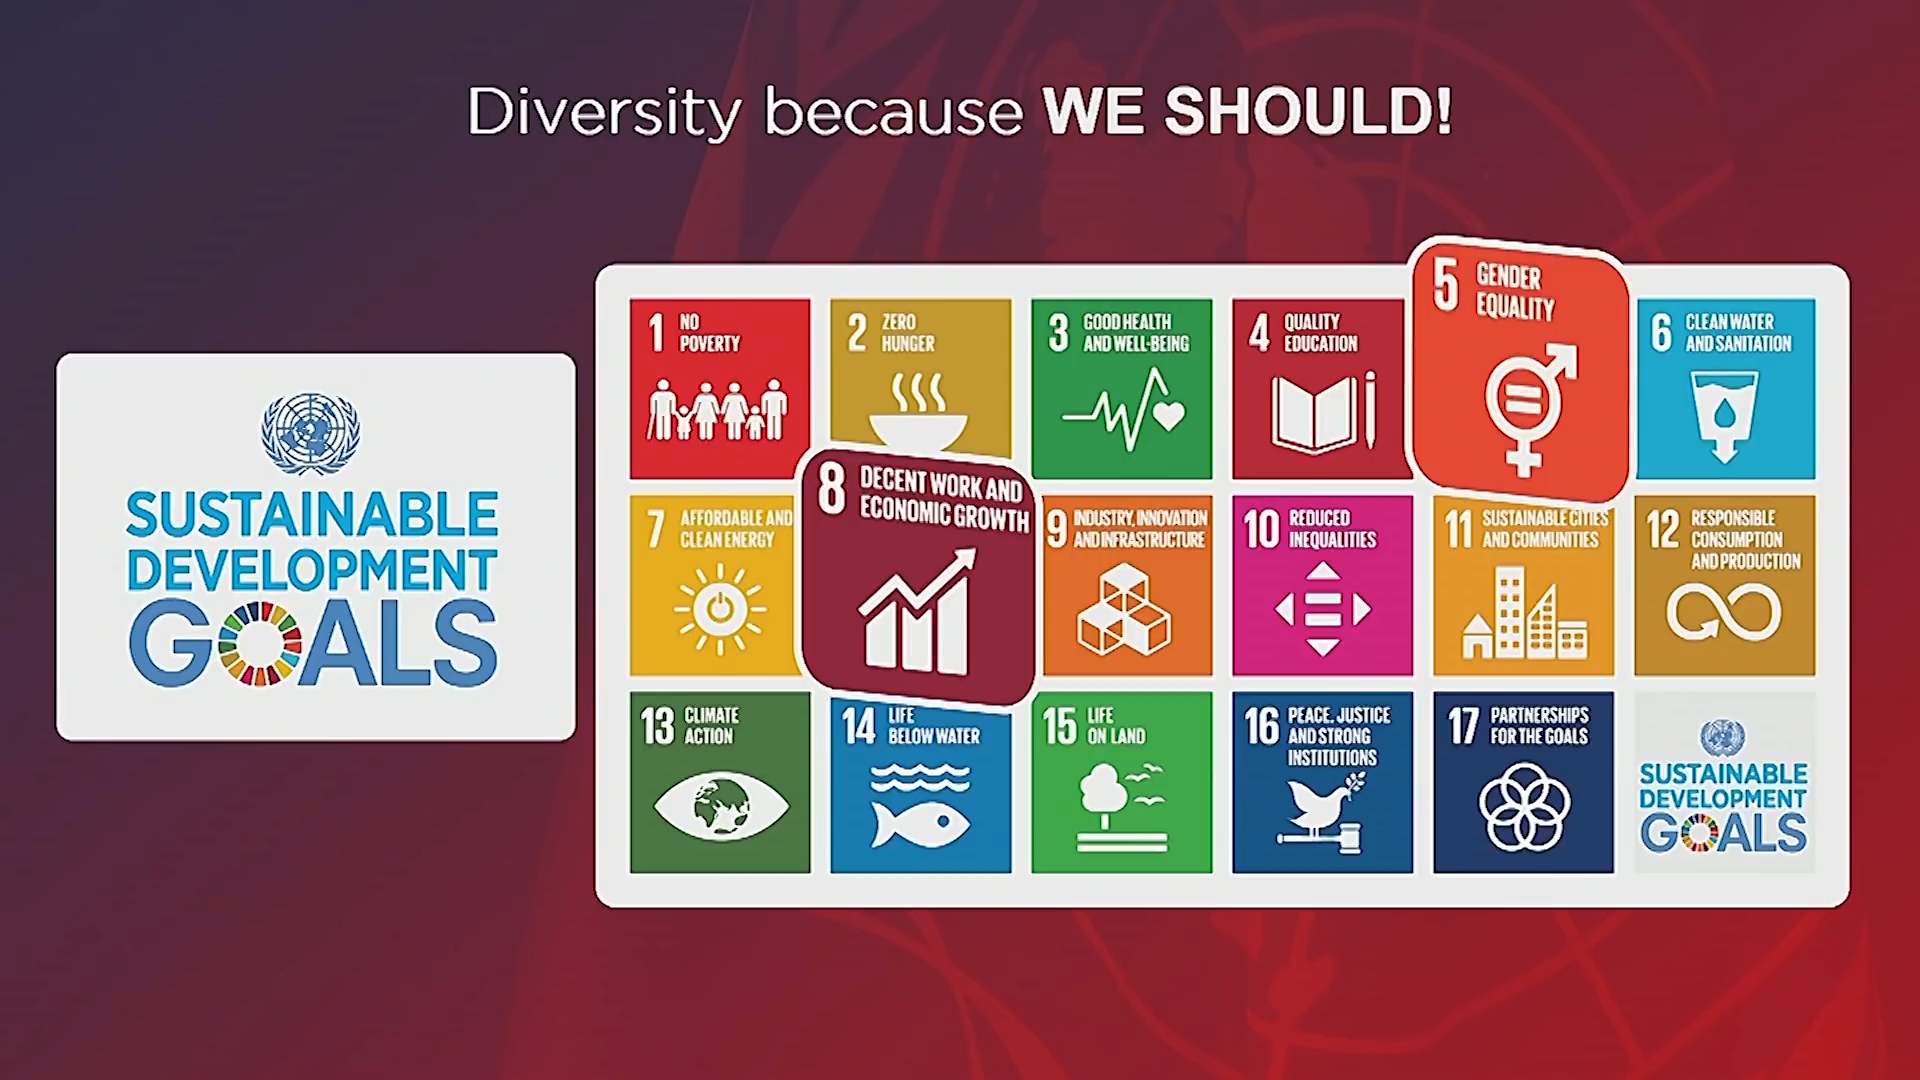 Diversity because WE SHOULD!
SUSTAINABLE
DEVELOPMENT
GOALS
1 NO
POVERTY
2 ZERO
HUNGER
3 GOOD HEALTH
AND WELL-BEING
4 QUALITY
EDUCATION
5 GENDER
EQUALITY
6 CLEAN WATER
AND SANITATION
7 AFFORDABLE AND
CLEAN ENERGY
8 DECENT WORK AND
ECONOMIC GROWTH
9 INDUSTRY, INNOVATION
AND INFRASTRUCTURE
10 REDUCED
INEQUALITIES
11 SUSTAINABLE CITIES
AND COMMUNITIES
12 RESPONSIBLE
CONSUMPTION
AND PRODUCTION
13 CLIMATE
ACTION
14 LIFE
BELOW WATER
15 LIFE
ON LAND
16 PEACE, JUSTICE
AND STRONG
INSTITUTIONS
17 PARTNERSHIPS
FOR THE GOALS
SUSTAINABLE
DEVELOPMENT
GOALS